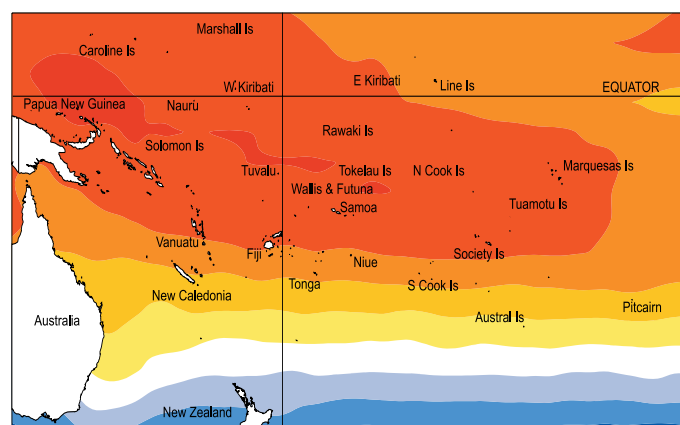 Marshall Is
Caroline Is
E Kiribati
W Kiribati
Line Is
EQUATOR
Papua New Guinea
Nauru
Rawaki Is
Solomon Is
Tuvalu
Tokelau Is
N Cook Is
Marquesas Is
Wallis & Futuna
Samoa
Tuamotu Is
Vanuatu
Fiji
Niue
Society Is
Tonga
S Cook Is
New Caledonia
Pitcairn
Australia
Austral Is
New Zealand